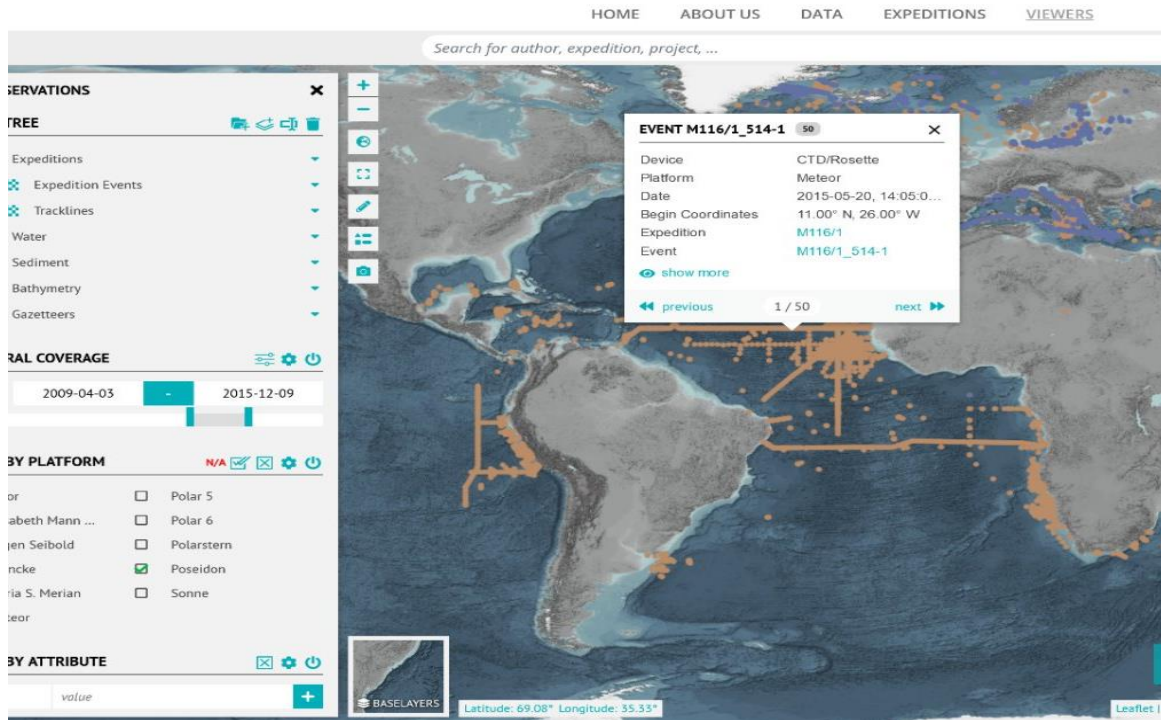 HOME ABOUT US DATA EXPEDITIONS VIEWERS
Search for author, expedition, project, ...
SERVATIONS
TREE
Expeditions
Expedition Events
Tracklines
Water
Sediment
Bathymetry
Gazetteers
RAL COVERAGE
2009-04-03 - 2015-12-09
BY PLATFORM N/A
or Polar 5
abeth Mann ... Polar 6
gen Seibold Polarstern
ncke Poseidon
ria S. Merian Sonne
teor
BY ATTRIBUTE
value +
EVENT M116/1_514-1 50
Device CTD/Rosette
Platform Meteor
Date 2015-05-20, 14:05:0...
Begin Coordinates 11.00° N, 26.00° W
Expedition M116/1
Event M116/1_514-1
show more
previous 1 / 50 next
BASELAYERS
Latitude: 69.08° Longitude: 35.33°
Leaflet |